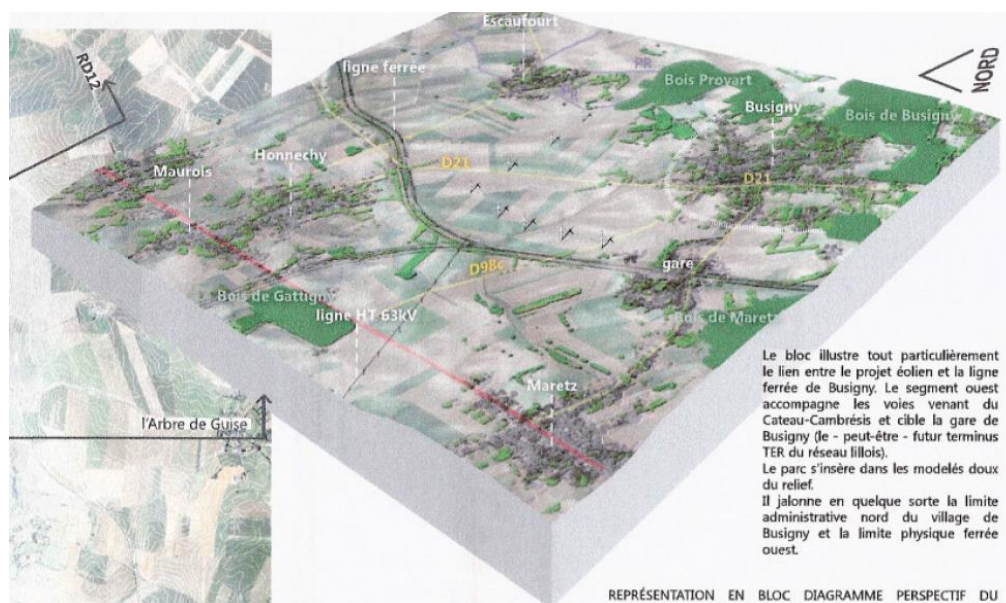 Escaufourt
RD12
ligne ferrée
PR
Bois Provart
NORD
Busigny
Bois de Busigny
Honnechy
Maurois
D21
D21
gare
D98c
Bois de Gattigny
ligne HT 63kV
Bois de Maretz
Maretz
l'Arbre de Guise
Le bloc illustre tout particulièrement
le lien entre le projet éolien et la ligne
ferrée de Busigny. Le segment ouest
accompagne les voies venant du
Cateau-Cambrésis et cible la gare de
Busigny (le - peut-être - futur terminus
TER du réseau lillois).
Le parc s'insère dans les modelés doux
du relief.
Il jalonne en quelque sorte la limite
administrative nord du village de
Busigny et la limite physique ferrée
ouest.
REPRÉSENTATION EN BLOC DIAGRAMME PERSPECTIF DU